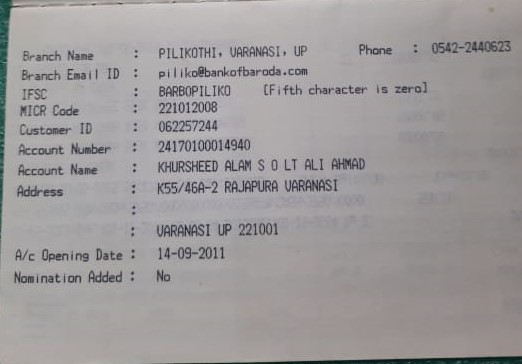 Branch Name : PILIKOTHI, VARANASI, UP Phone : 0542-2440623
Branch Email ID : piliko@bankofbaroda.com
IFSC : BARBOPILIKO [Fifth character is zero]
MICR Code : 221012008
Customer ID : 062257244
Account Number : 24170100014940
Account Name : KHURSHEED ALAM S O LT ALI AHMAD
Address : K55/46A-2 RAJAPURA VARANASI
:
: VARANASI UP 221001
A/c Opening Date : 14-09-2011
Nomination Added : No